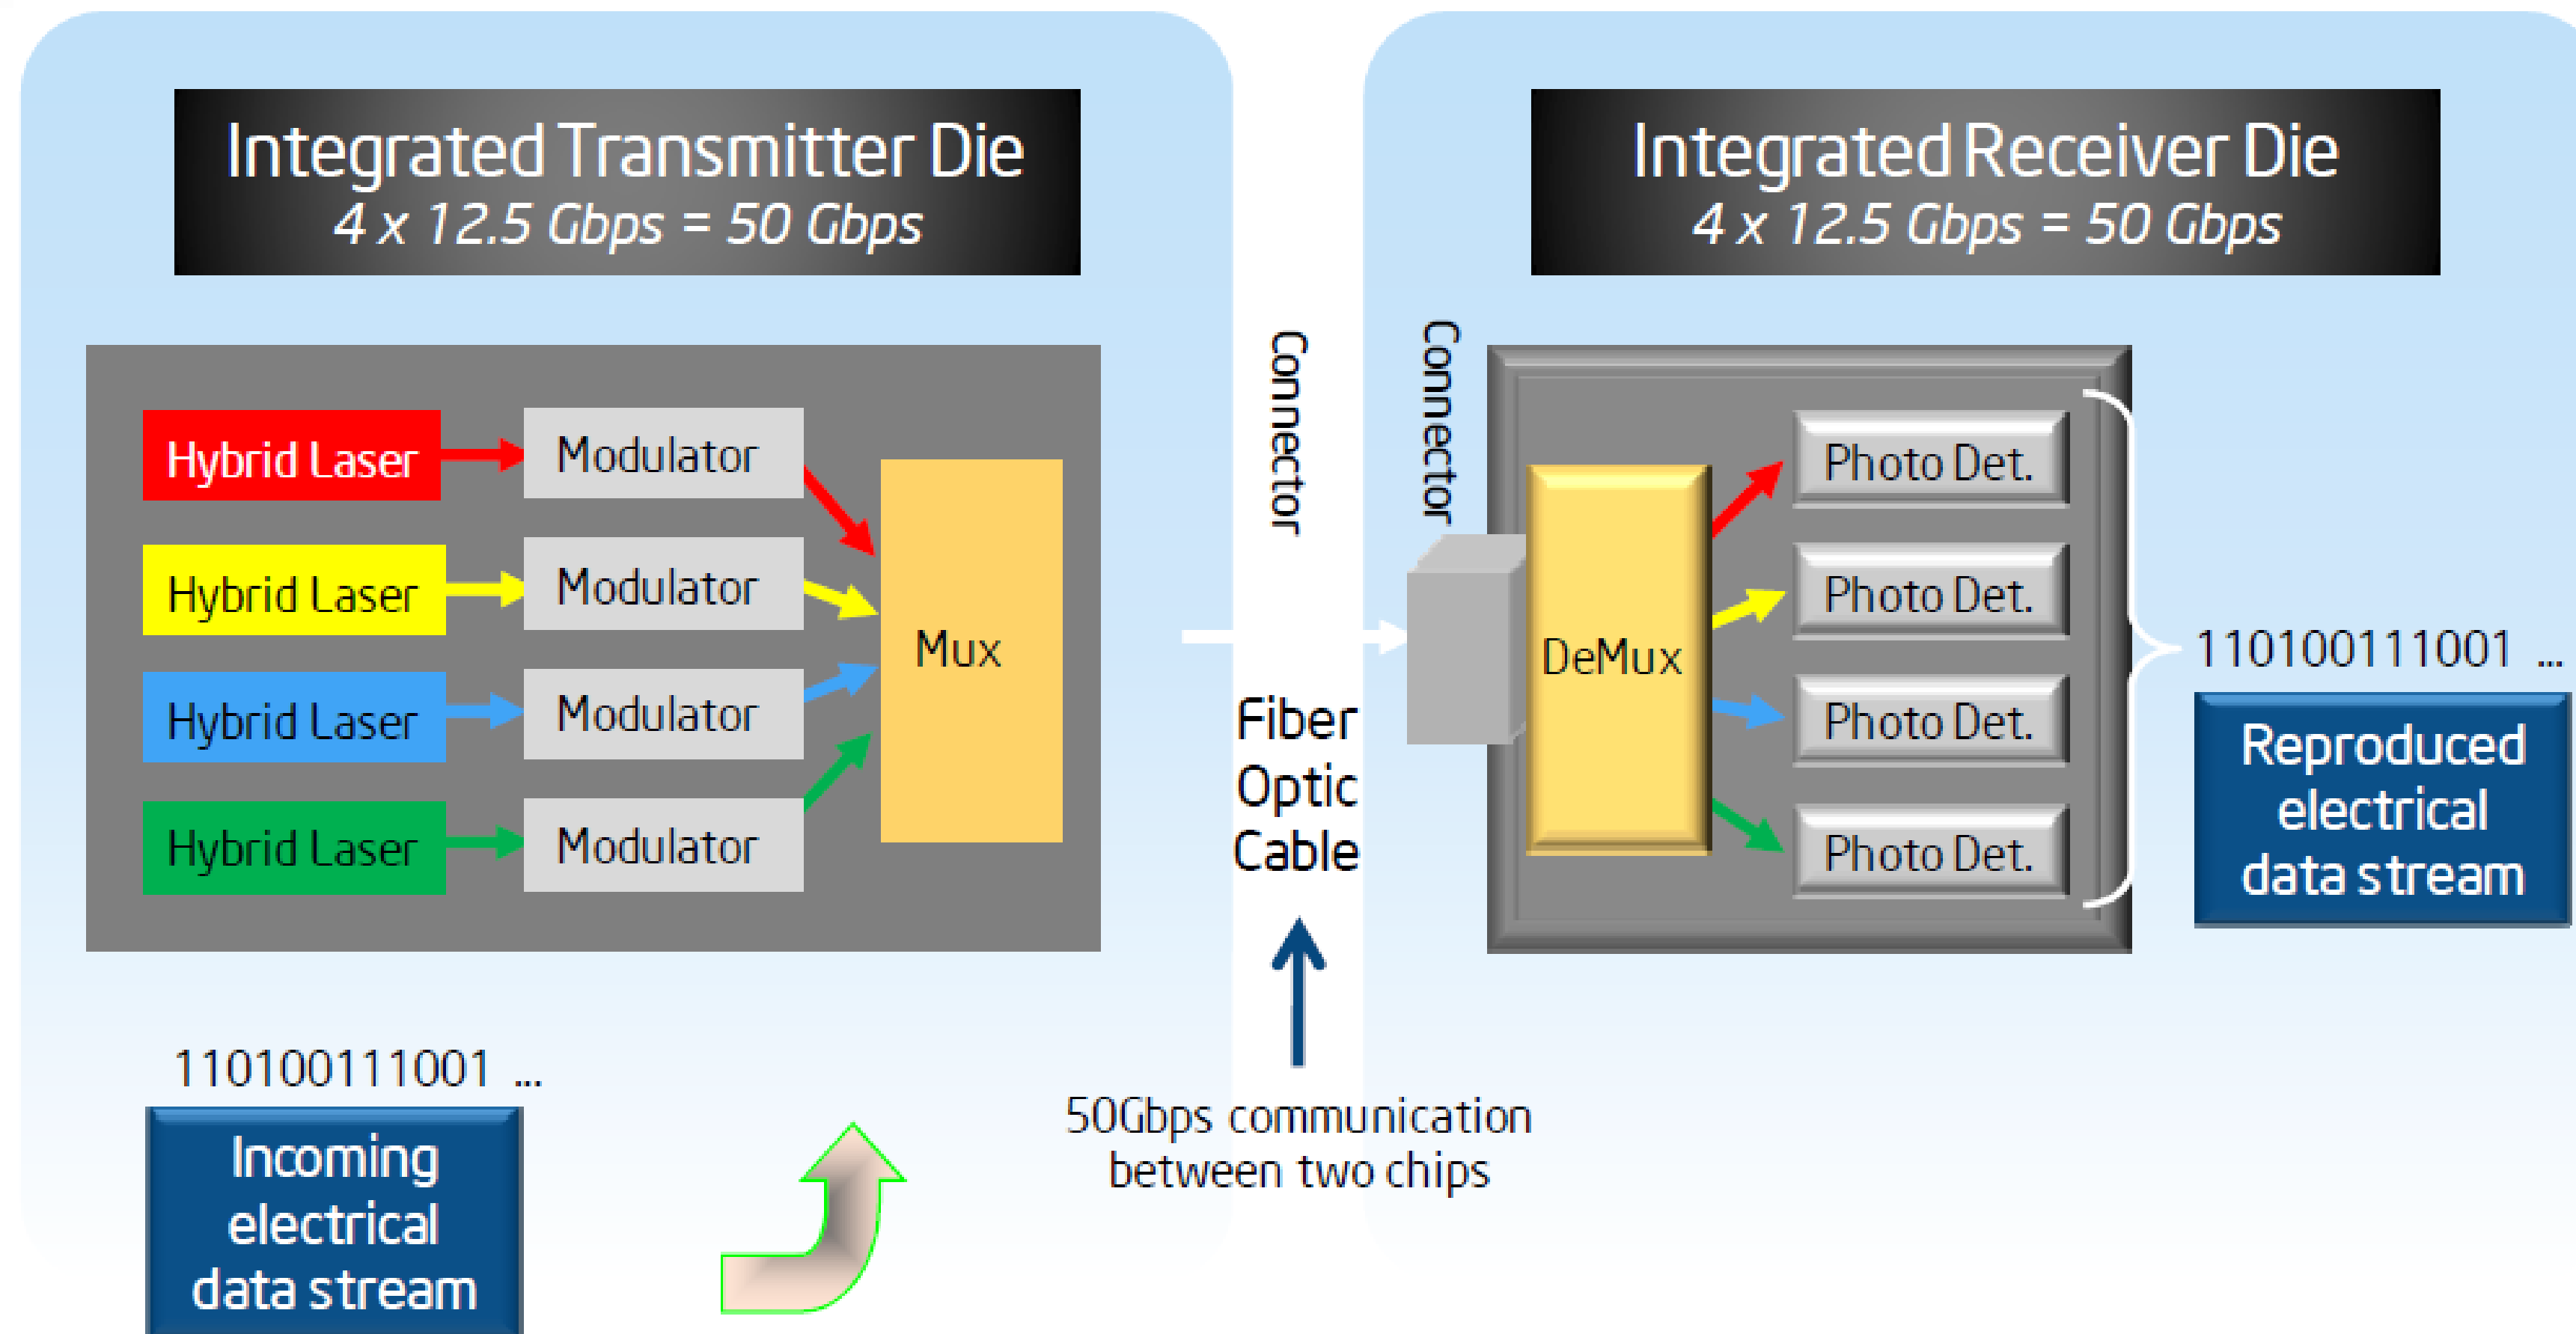 Integrated Transmitter Die
4 x 12.5 Gbps = 50 Gbps
Hybrid Laser
Modulator
Hybrid Laser
Modulator
Hybrid Laser
Modulator
Hybrid Laser
Modulator
Mux
110100111001 ...
Incoming
electrical
data stream
Connector
Fiber
Optic
Cable
50Gbps communication
between two chips
Integrated Receiver Die
4 x 12.5 Gbps = 50 Gbps
Connector
DeMux
Photo Det.
Photo Det.
Photo Det.
Photo Det.
110100111001 ...
Reproduced
electrical
data stream